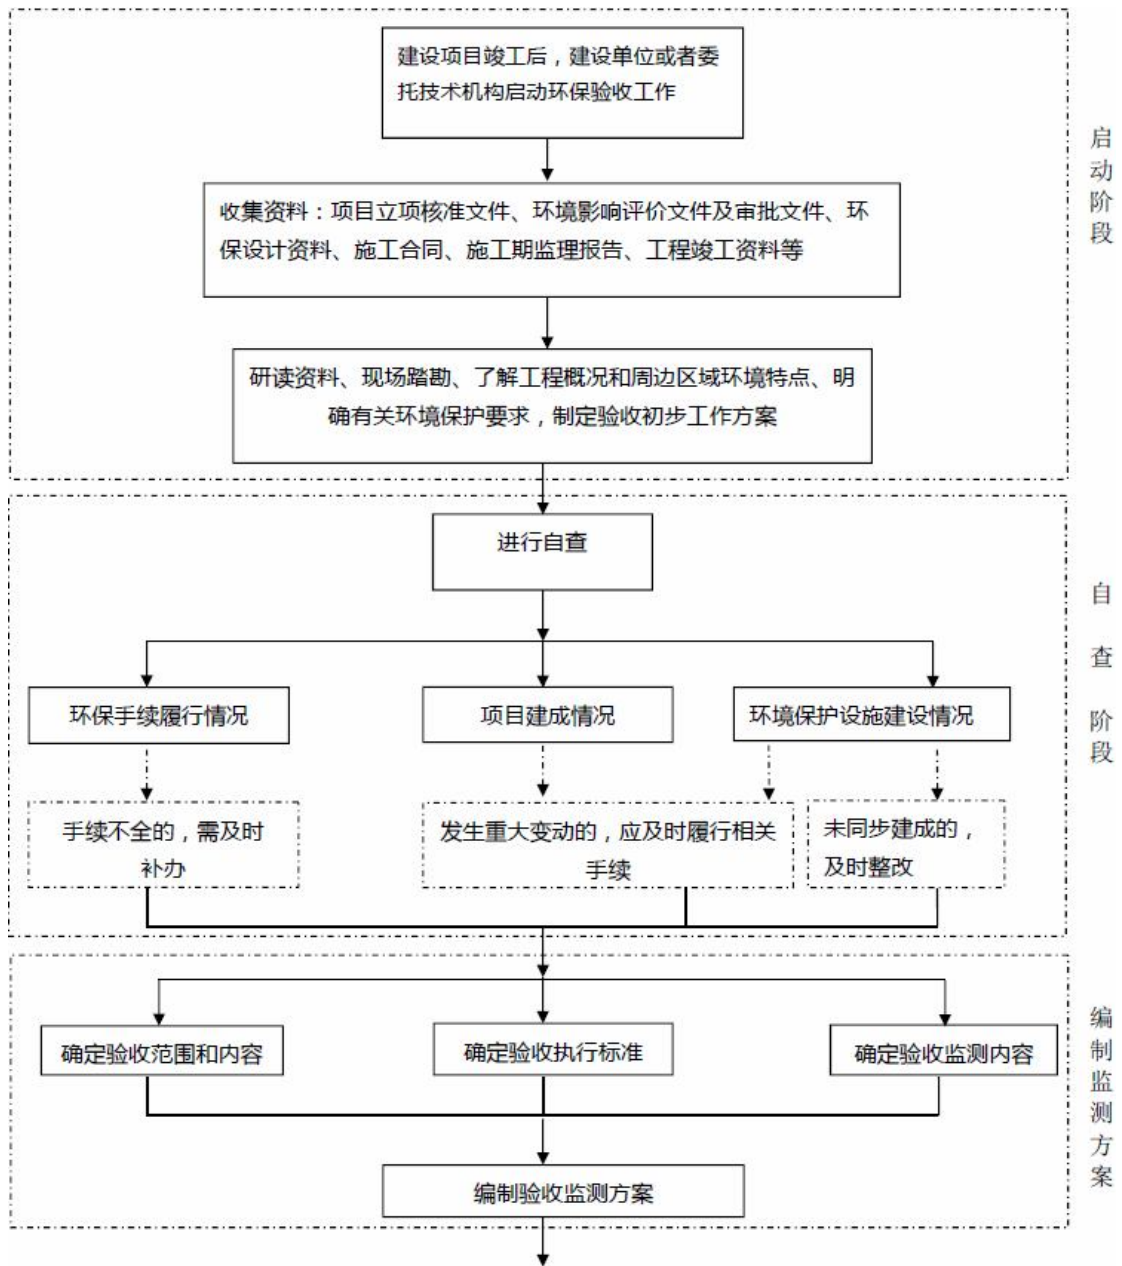 建设项目竣工后，建设单位或者委
托技术机构启动环保验收工作
启动阶段
收集资料：项目立项核准文件、环境影响评价文件及审批文件、环
保设计资料、施工合同、施工期监理报告、工程竣工资料等
研读资料、现场踏勘、了解工程概况和周边区域环境特点、明
确有关环境保护要求，制定验收初步工作方案
进行自查
自查阶段
环保手续履行情况
项目建成情况
环境保护设施建设情况
手续不全的，需及时
补办
发生重大变动的，应及时履行相关
手续
未同步建成的，
及时整改
编制监测方案
确定验收范围和内容
确定验收执行标准
确定验收监测内容
编制验收监测方案